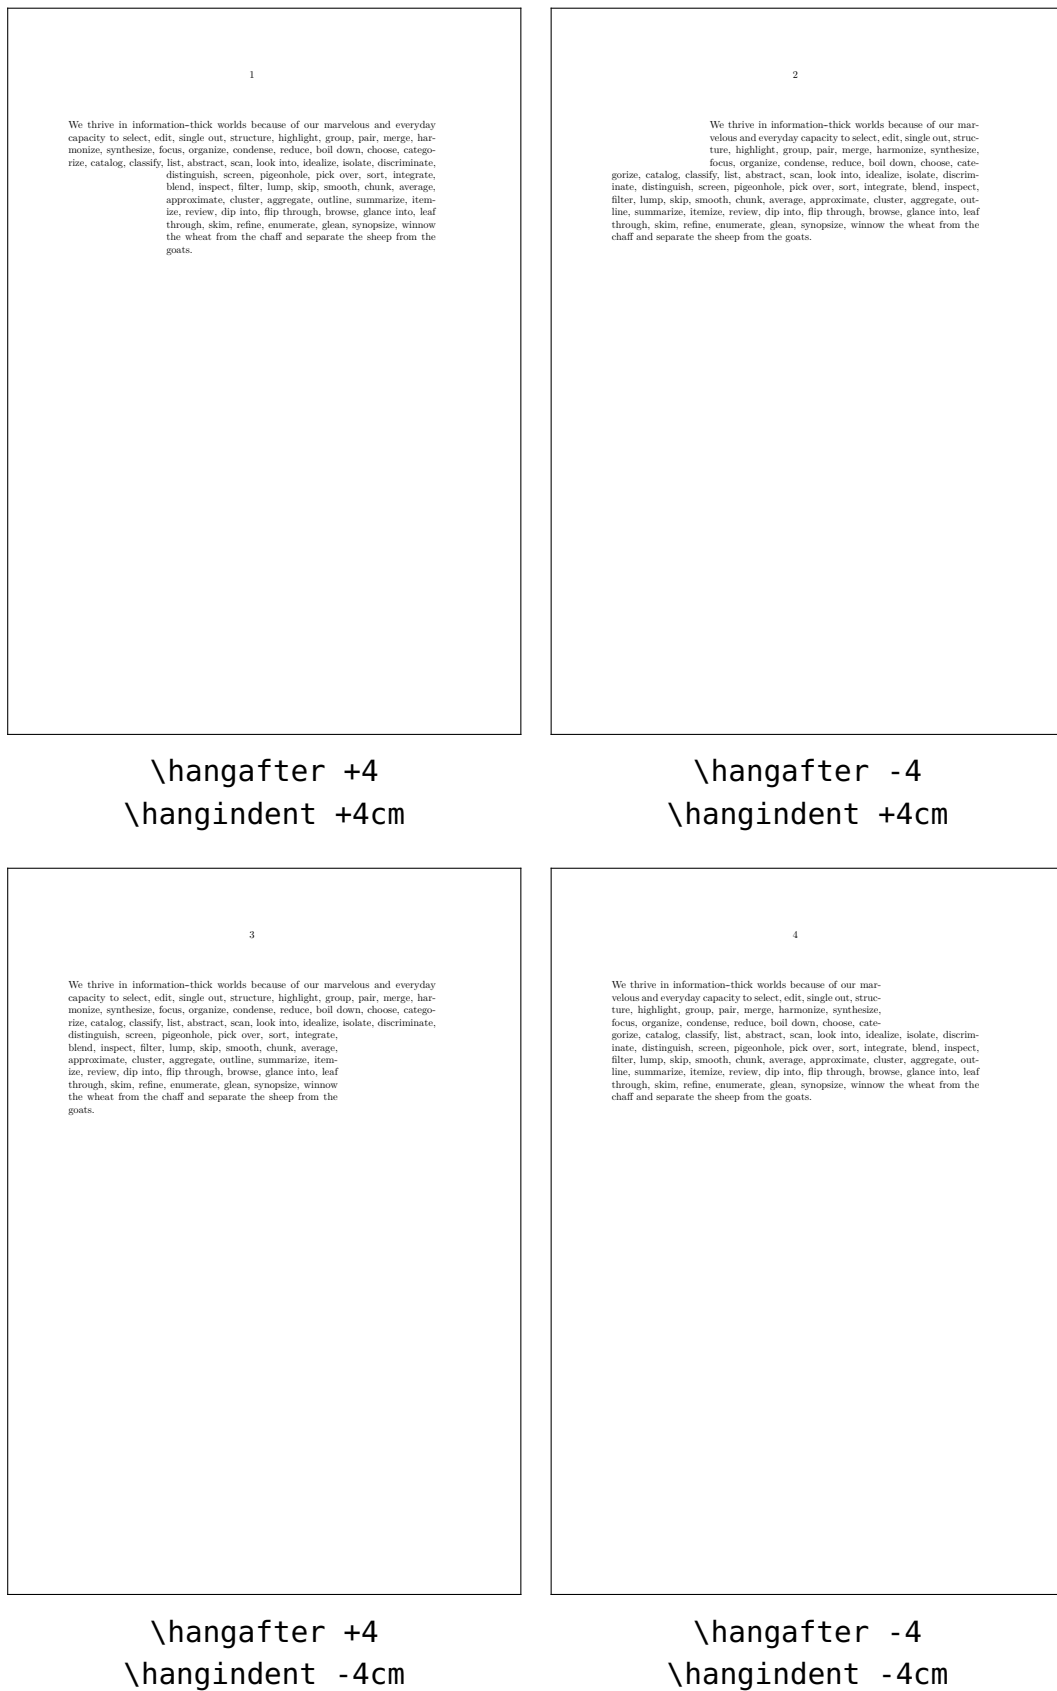 1
We thrive in information–thick worlds because of our marvelous and everyday
capacity to select, edit, single out, structure, highlight, group, pair, merge, har-
monize, synthesize, focus, organize, condense, reduce, boil down, choose, catego-
rize, catalog, classify, list, abstract, scan, look into, idealize, isolate, discriminate,
distinguish, screen, pigeonhole, pick over, sort, integrate,
blend, inspect, filter, lump, skip, smooth, chunk, average,
approximate, cluster, aggregate, outline, summarize, item-
ize, review, dip into, flip through, browse, glance into, leaf
through, skim, refine, enumerate, glean, synopsize, winnow
the wheat from the chaff and separate the sheep from the
goats.
\hangafter +4
\hangindent +4cm
2
We thrive in information–thick worlds because of our mar-
velous and everyday capacity to select, edit, single out, struc-
ture, highlight, group, pair, merge, harmonize, synthesize,
focus, organize, condense, reduce, boil down, choose, cate-
gorize, catalog, classify, list, abstract, scan, look into, idealize, isolate, discrim-
inate, distinguish, screen, pigeonhole, pick over, sort, integrate, blend, inspect,
filter, lump, skip, smooth, chunk, average, approximate, cluster, aggregate, out-
line, summarize, itemize, review, dip into, flip through, browse, glance into, leaf
through, skim, refine, enumerate, glean, synopsize, winnow the wheat from the
chaff and separate the sheep from the goats.
\hangafter -4
\hangindent +4cm
3
We thrive in information–thick worlds because of our marvelous and everyday
capacity to select, edit, single out, structure, highlight, group, pair, merge, har-
monize, synthesize, focus, organize, condense, reduce, boil down, choose, catego-
rize, catalog, classify, list, abstract, scan, look into, idealize, isolate, discriminate,
distinguish, screen, pigeonhole, pick over, sort, integrate,
blend, inspect, filter, lump, skip, smooth, chunk, average,
approximate, cluster, aggregate, outline, summarize, item-
ize, review, dip into, flip through, browse, glance into, leaf
through, skim, refine, enumerate, glean, synopsize, winnow
the wheat from the chaff and separate the sheep from the
goats.
\hangafter +4
\hangindent -4cm
4
We thrive in information–thick worlds because of our mar-
velous and everyday capacity to select, edit, single out, struc-
ture, highlight, group, pair, merge, harmonize, synthesize,
focus, organize, condense, reduce, boil down, choose, cate-
gorize, catalog, classify, list, abstract, scan, look into, idealize, isolate, discrim-
inate, distinguish, screen, pigeonhole, pick over, sort, integrate, blend, inspect,
filter, lump, skip, smooth, chunk, average, approximate, cluster, aggregate, out-
line, summarize, itemize, review, dip into, flip through, browse, glance into, leaf
through, skim, refine, enumerate, glean, synopsize, winnow the wheat from the
chaff and separate the sheep from the goats.
\hangafter -4
\hangindent -4cm